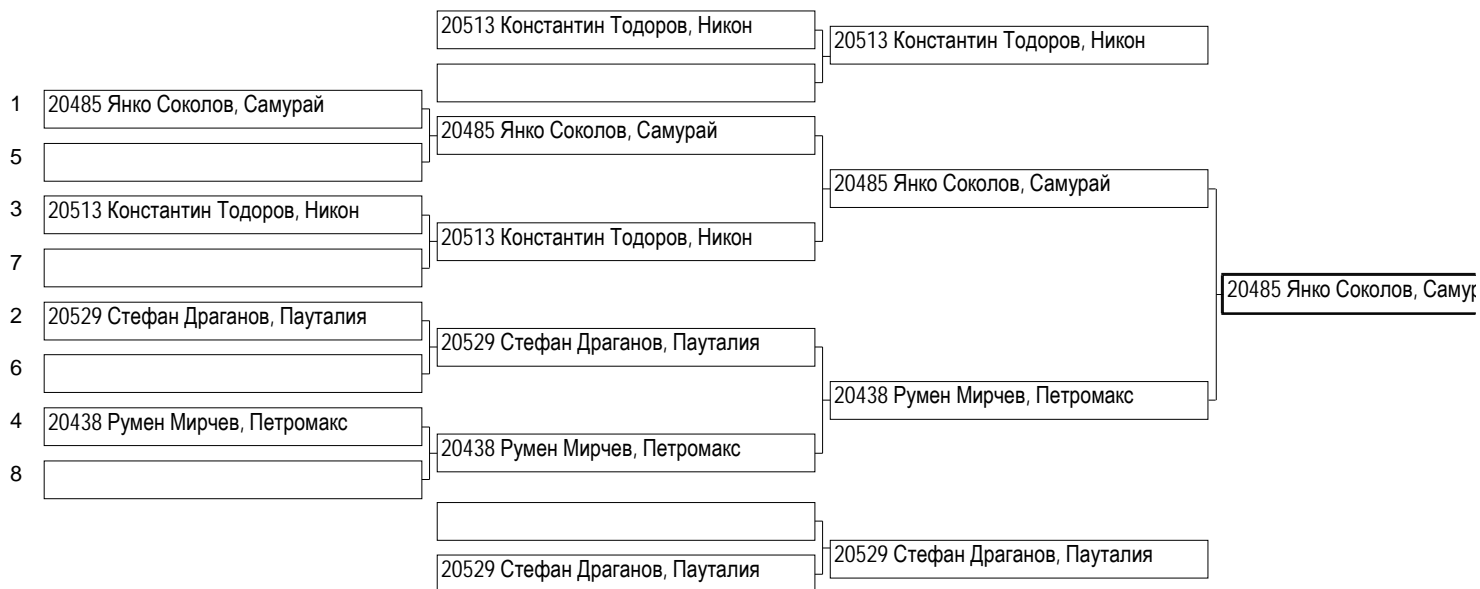 20513 Константин Тодоров, Никон
20513 Константин Тодоров, Никон
1 20485 Янко Соколов, Самурай
20485 Янко Соколов, Самурай
5
20485 Янко Соколов, Самурай
3 20513 Константин Тодоров, Никон
20513 Константин Тодоров, Никон
7
20485 Янко Соколов, Самур
2 20529 Стефан Драганов, Пауталия
20529 Стефан Драганов, Пауталия
6
20438 Румен Мирчев, Петромакс
4 20438 Румен Мирчев, Петромакс
20438 Румен Мирчев, Петромакс
8
20529 Стефан Драганов, Пауталия
20529 Стефан Драганов, Пауталия